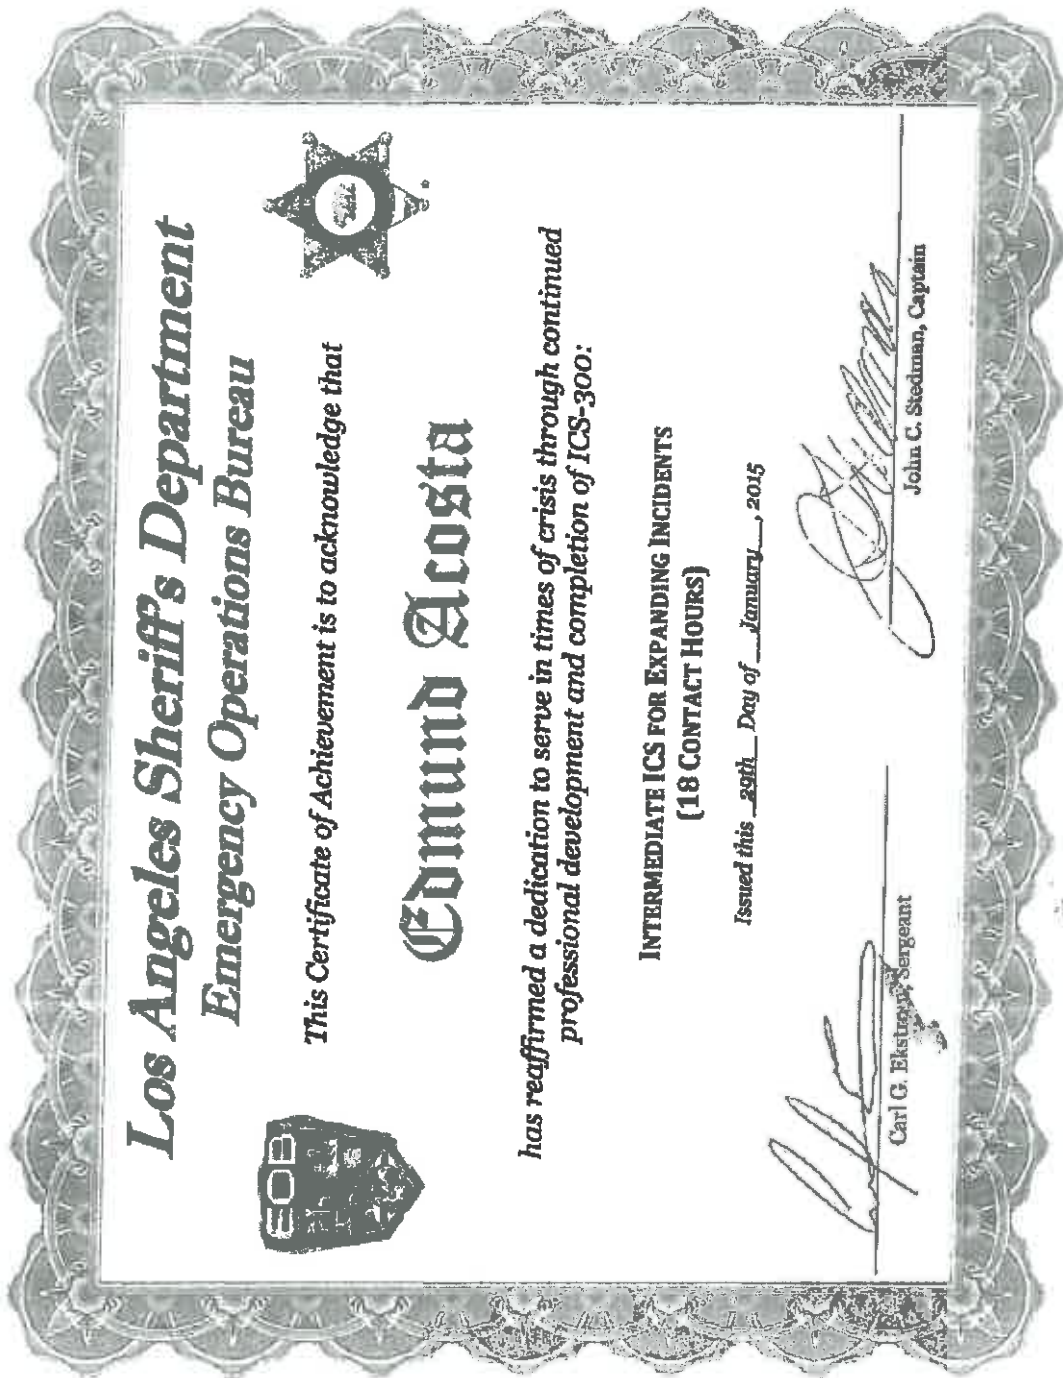 Los Angeles Sheriff's Department
Emergency Operations Bureau
EOB
This Certificate of Achievement is to acknowledge that
Edmund Acosta
has reaffirmed a dedication to serve in times of crisis through continued
professional development and completion of ICS-300:
INTERMEDIATE ICS FOR EXPANDING INCIDENTS
(18 CONTACT HOURS)
Issued this 29th Day of January, 2015
Carl G. Ekstrom, Sergeant
John C. Stedman, Captain